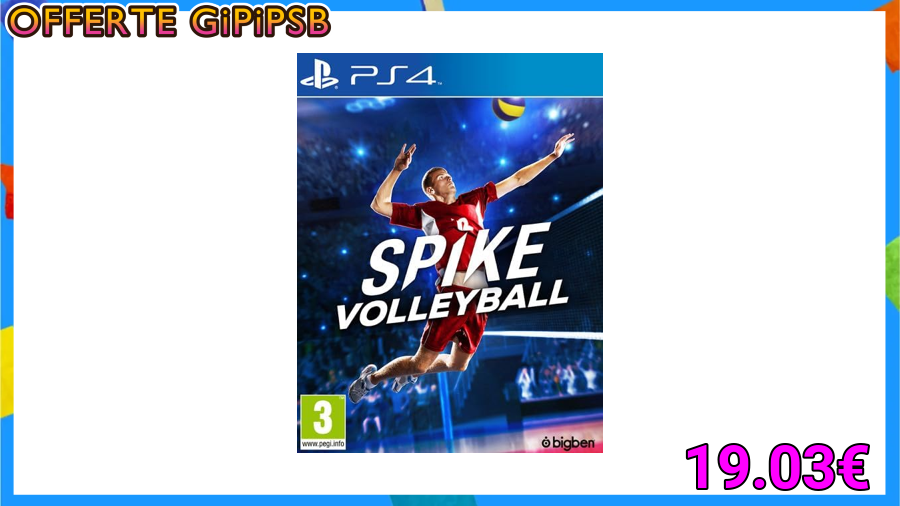 OFFERTE GiPiPSB
PS4
SPIKE
VOLLEYBALL
3
www.pegi.info
bigben
19.03€